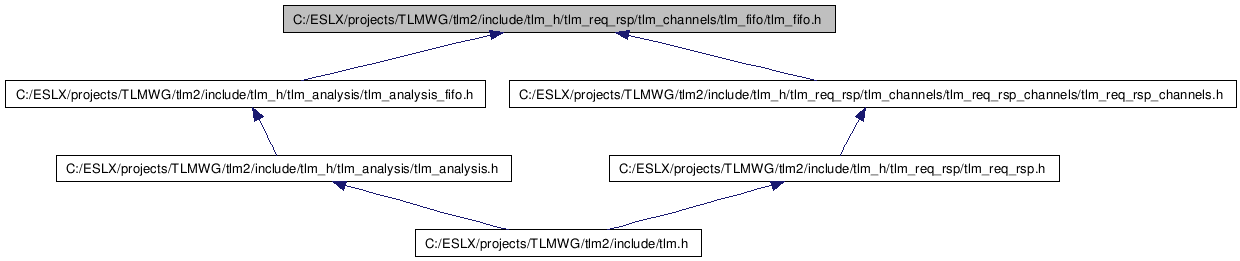 C:/ESLX/projects/TLMWG/tlm2/include/tlm_h/tlm_req_rsp/tlm_channels/tlm_fifo/tlm_fifo.h
C:/ESLX/projects/TLMWG/tlm2/include/tlm_h/tlm_analysis/tlm_analysis_fifo.h
C:/ESLX/projects/TLMWG/tlm2/include/tlm_h/tlm_req_rsp/tlm_channels/tlm_req_rsp_channels/tlm_req_rsp_channels.h
C:/ESLX/projects/TLMWG/tlm2/include/tlm_h/tlm_analysis/tlm_analysis.h
C:/ESLX/projects/TLMWG/tlm2/include/tlm_h/tlm_req_rsp/tlm_req_rsp.h
C:/ESLX/projects/TLMWG/tlm2/include/tlm.h